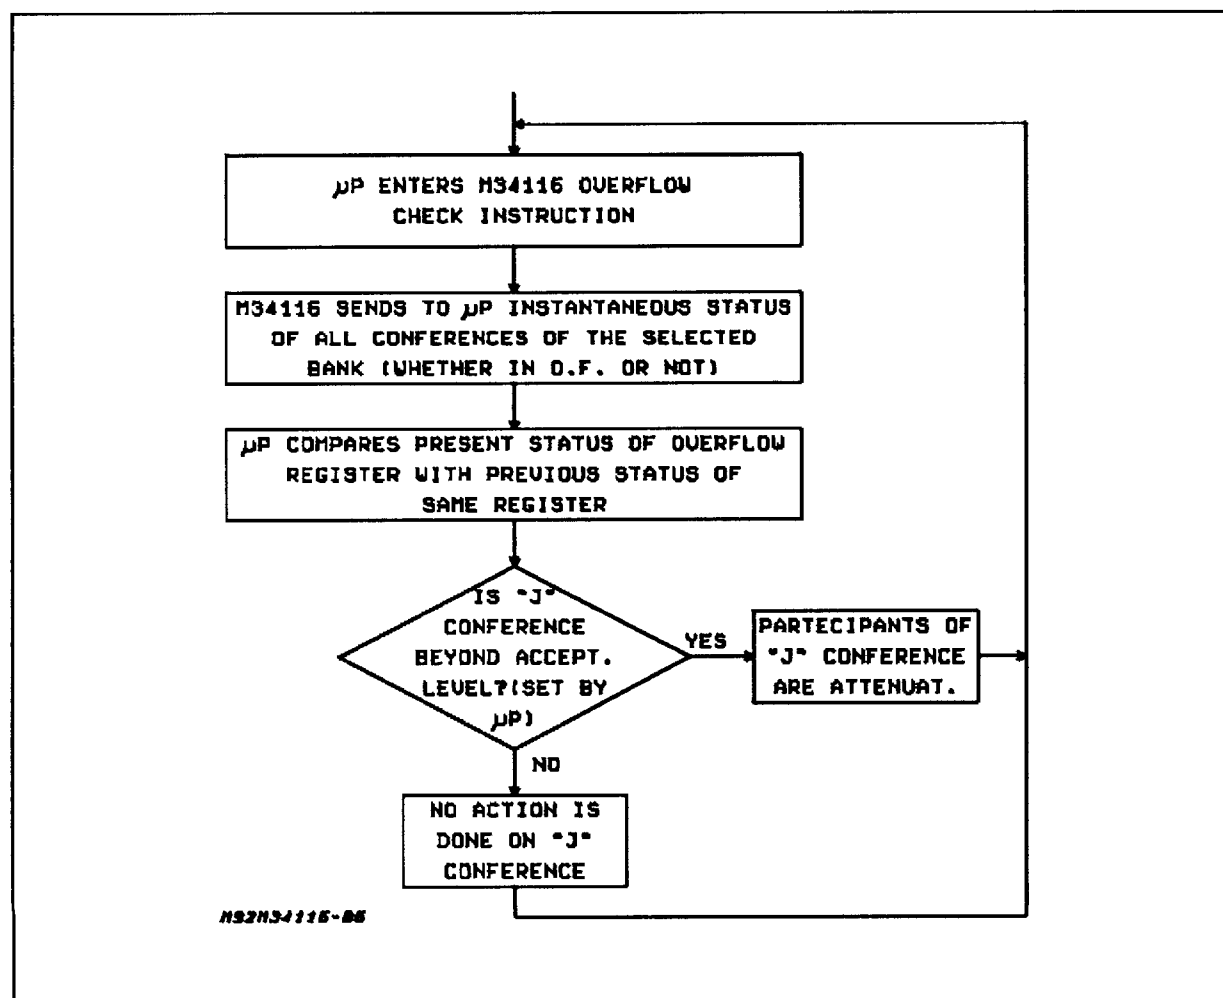 µP ENTERS M34116 OVERFLOW
CHECK INSTRUCTION
M34116 SENDS TO µP INSTANTANEOUS STATUS
OF ALL CONFERENCES OF THE SELECTED
BANK (WHETHER IN O.F. OR NOT)
µP COMPARES PRESENT STATUS OF OVERFLOW
REGISTER WITH PREVIOUS STATUS OF
SAME REGISTER
IS "J"
CONFERENCE
BEYOND ACCEPT.
LEVEL?(SET BY
µP)
YES
PARTECIPANTS OF
"J" CONFERENCE
ARE ATTENUAT.
NO
NO ACTION IS
DONE ON "J"
CONFERENCE
M92M34116-06